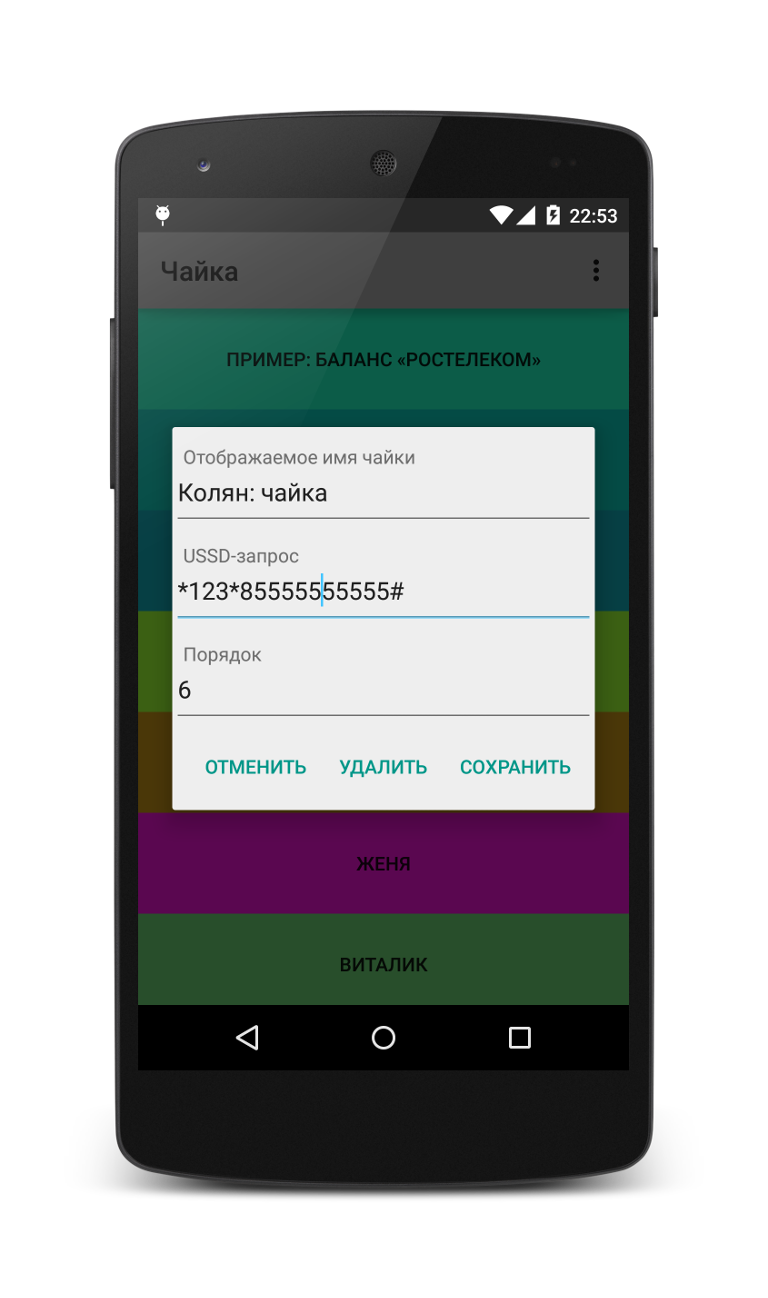 22:53
Чайка
ПРИМЕР: БАЛАНС «РОСТЕЛЕКОМ»
Отображаемое имя чайки
Колян: чайка
USSD-запрос
*123*85555555555#
Порядок
6
ОТМЕНИТЬ УДАЛИТЬ СОХРАНИТЬ
ЖЕНЯ
ВИТАЛИК